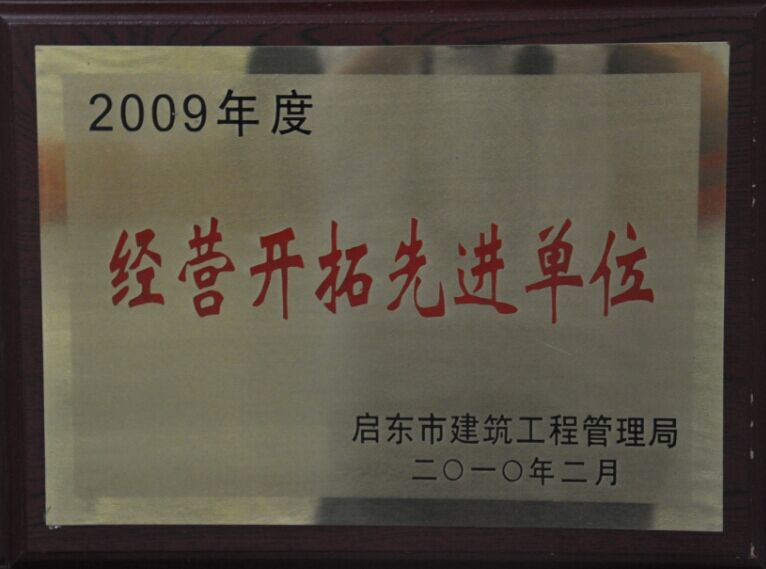 2009年度
经营开拓先进单位
启东市建筑工程管理局
二〇一〇年二月